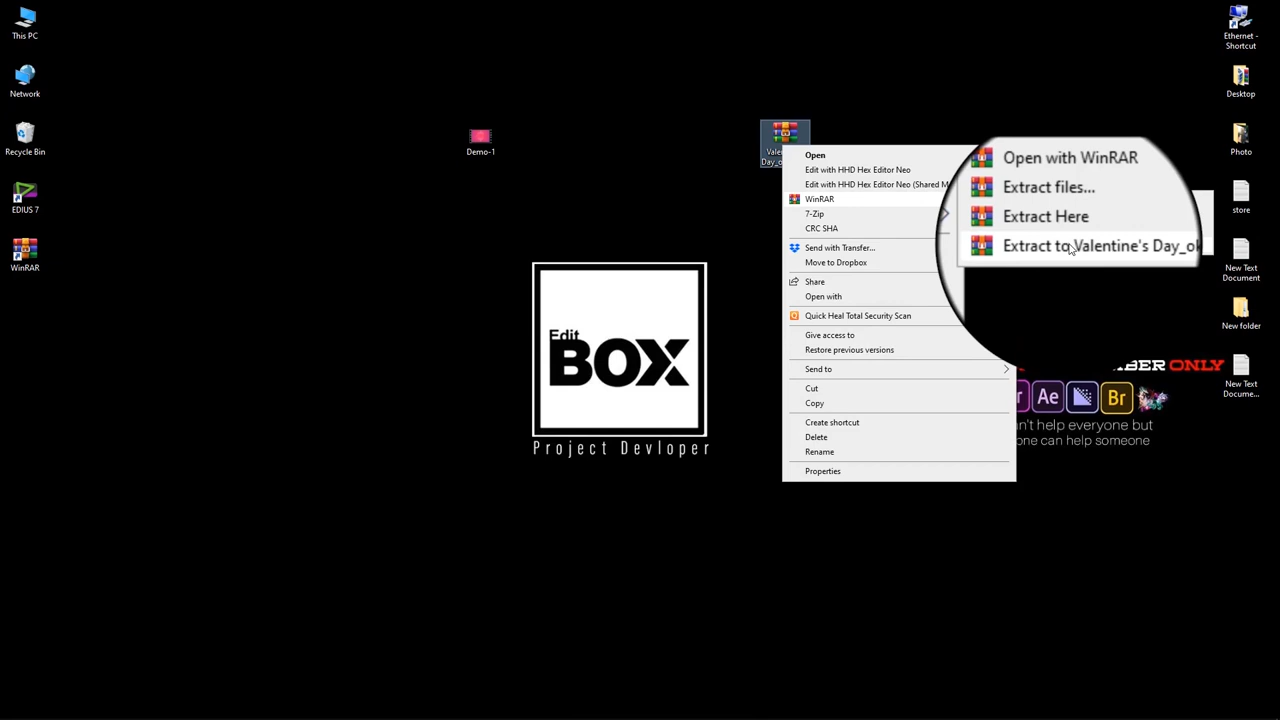 This PC
Network
Recycle Bin
EDIUS 7
WinRAR
Demo-1
Open
Edit with HHD Hex Editor Neo
Edit with HHD Hex Editor Neo (Shared M
WinRAR
7-Zip
CRC SHA
Send with Transfer...
Move to Dropbox
Share
Open with
Quick Heal Total Security Scan
Give access to
Restore previous versions
Send to
Cut
Copy
Create shortcut
Delete
Rename
Properties
Open with WinRAR
Extract files...
Extract Here
Extract to Valentine's Day_ok
Edit
BOX
Project Devloper
ONLY
Ae
Br
n't help everyone but
one can help someone
Ethernet -
Shortcut
Desktop
Photo
store
New Text
Document
New folder
New Text
Docume...